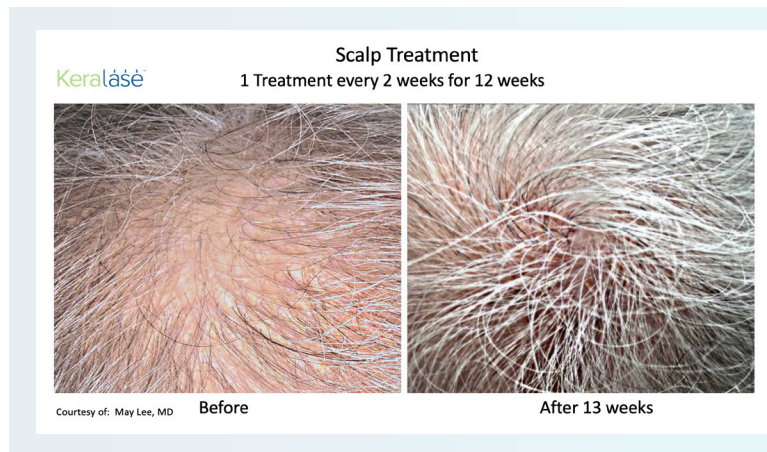 Scalp Treatment
Keralase
1 Treatment every 2 weeks for 12 weeks
Courtesy of: May Lee, MD
Before
After 13 weeks